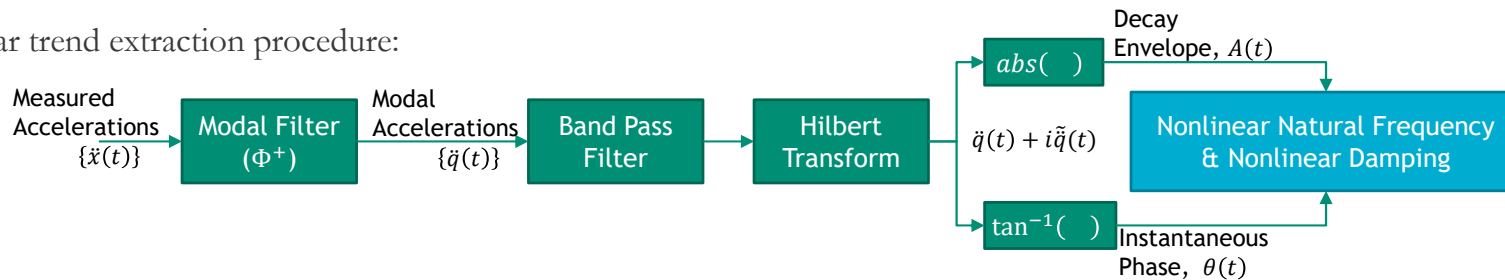 ar trend extraction procedure:
Measured
Accelerations
{ẍ(t)}
Modal Filter
(Φ⁺)
Modal
Accelerations
{q̈(t)}
Band Pass
Filter
Hilbert
Transform
abs( )
Decay
Envelope, A(t)
q̈(t) + i q̈̃(t)
tan⁻¹( )
Instantaneous
Phase, θ(t)
Nonlinear Natural Frequency
& Nonlinear Damping